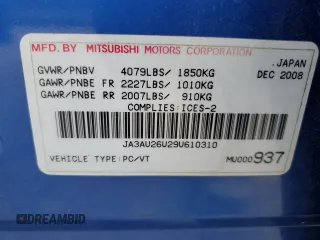 MFD. BY MITSUBISHI MOTORS CORPORATION
JAPAN
GVWR/PNBV 4079LBS/ 1850KG DEC 2008
GAWR/PNBE FR 2227LBS/ 1010KG
GAWR/PNBE RR 2007LBS/ 910KG
COMPLIES:ICES-2
JA3AU26U29U610310
VEHICLE TYPE:PC/VT MU000937
© DREAMBID